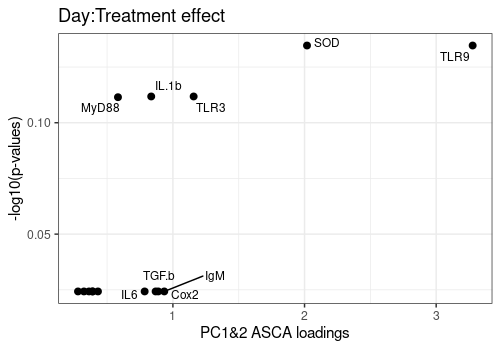 Day:Treatment effect
SOD
TLR9
IL.1b
MyD88
TLR3
0.10
-log10(p-values)
0.05
TGF.b
IgM
IL6
Cox2
1
2
3
PC1&2 ASCA loadings